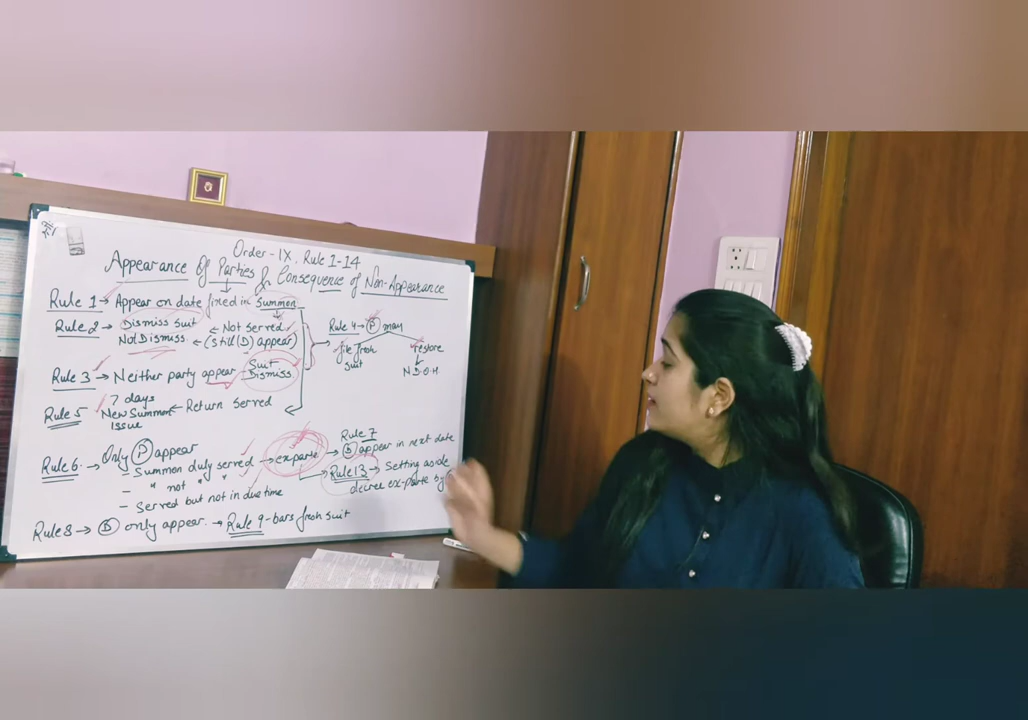 Order - IX, Rule 1-14
Appearance of Parties & Consequence of Non-Appearance
Rule 1 → Appear on date fixed in Summon
Rule 2 → Dismiss suit ← Not Served
Not Dismiss ← (Still (D) appear)
Rule 4 → (P) may
file fresh suit
restore
N.D.O.H
Rule 3 → Neither party appear - Suit Dismiss
Rule 5 7 days
New Summon ← Return Served
Issue
Rule 6. → Only (P) appear
- Summon duly served → exparte → (D) appear in next date
Rule 7
- " not "
Rule 13 → Setting aside
decree ex-parte by
- Served but not in due time
Rule 8 → (D) only appear. → Rule 9 - bars fresh suit